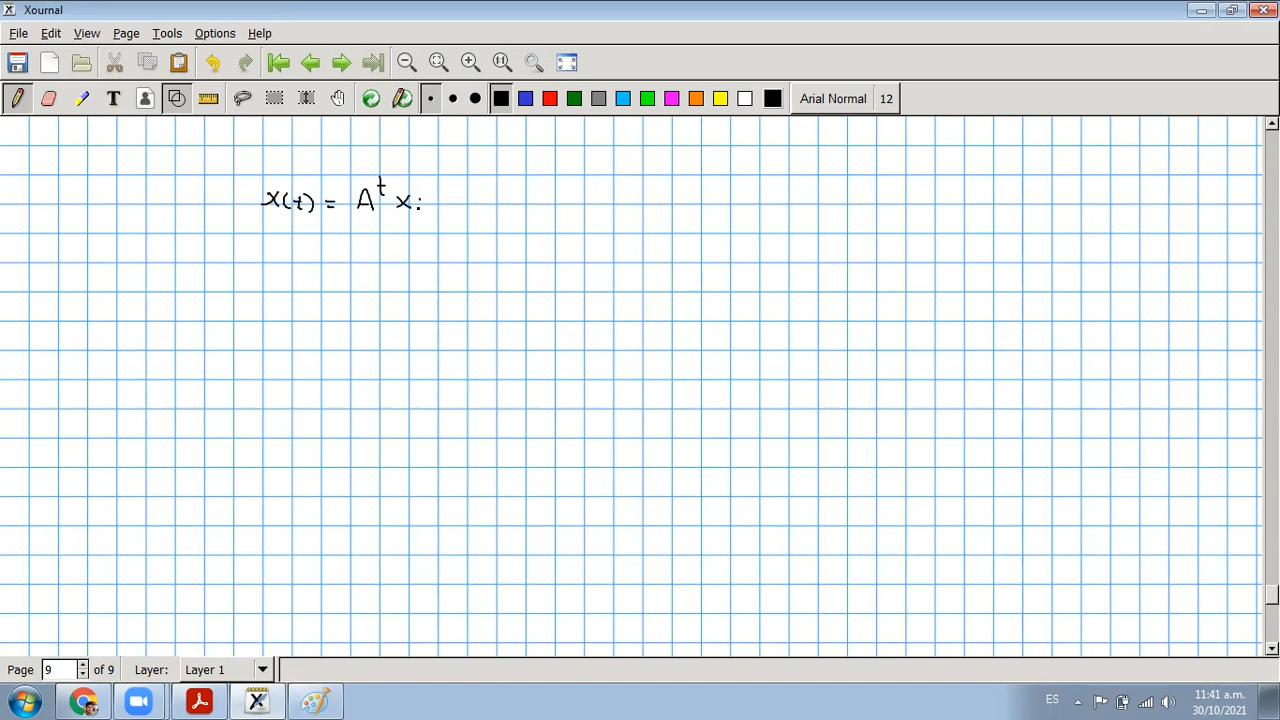 Xournal
File Edit View Page Tools Options Help
T Arial Normal 12
x(t) = A^t x_i
Page 9 of 9 Layer: Layer 1
ES 11:41 a.m.
30/10/2021